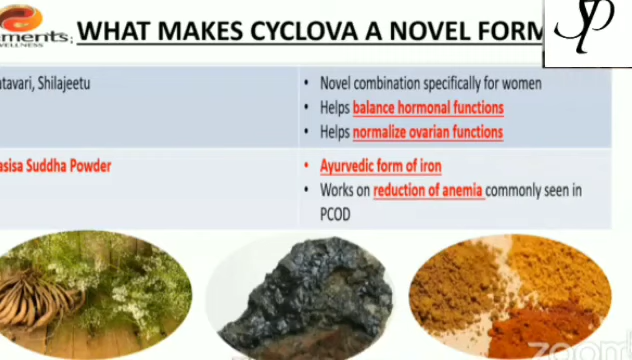 ments
WELLNESS
WHAT MAKES CYCLOVA A NOVEL FORM
Sp
tavari, Shilajeetu
• Novel combination specifically for women
• Helps balance hormonal functions
• Helps normalize ovarian functions
asisa Suddha Powder
• Ayurvedic form of iron
• Works on reduction of anemia commonly seen in
PCOD
zoom